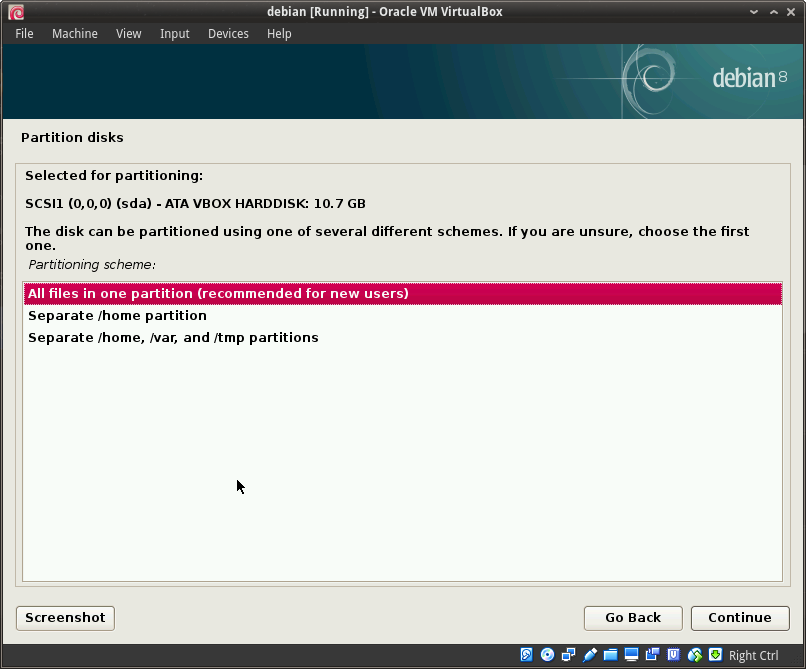 debian [Running] - Oracle VM VirtualBox
File Machine View Input Devices Help
debian 8
Partition disks
Selected for partitioning:
SCSI1 (0,0,0) (sda) - ATA VBOX HARDDISK: 10.7 GB
The disk can be partitioned using one of several different schemes. If you are unsure, choose the first
one.
Partitioning scheme:
All files in one partition (recommended for new users)
Separate /home partition
Separate /home, /var, and /tmp partitions
Screenshot Go Back Continue
Right Ctrl